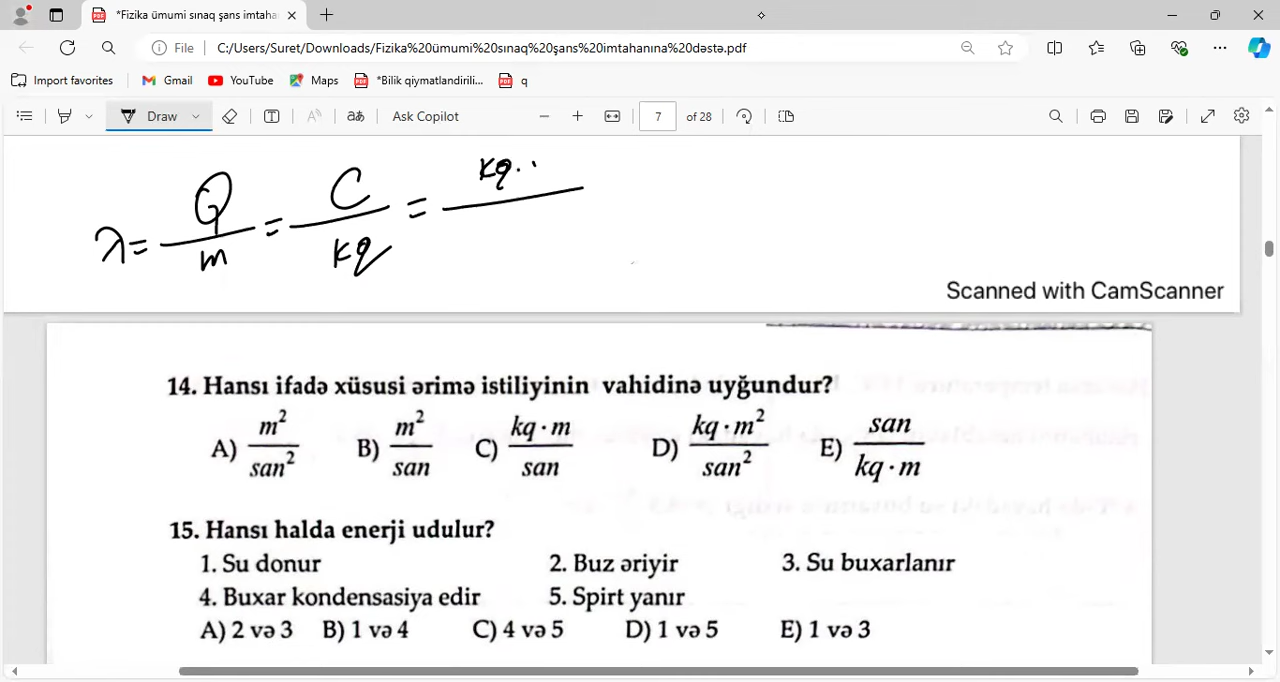 *Fizika ümumi sınaq şans imtaha
File C:/Users/Suret/Downloads/Fizika%20ümumi%20sınaq%20şans%20imtahanına%20dəstə.pdf
Import favorites Gmail YouTube Maps *Bilik qiymatlandirili... q
Draw aあ Ask Copilot 7 of 28
λ = Q/m = C/kq = kq·
Scanned with CamScanner
14. Hansı ifadə xüsusi ərimə istiliyinin vahidinə uyğundur?
A) m²/san² B) m²/san C) kq·m/san D) kq·m²/san² E) san/kq·m
15. Hansı halda enerji udulur?
1. Su donur 2. Buz əriyir 3. Su buxarlanır
4. Buxar kondensasiya edir 5. Spirt yanır
A) 2 və 3 B) 1 və 4 C) 4 və 5 D) 1 və 5 E) 1 və 3